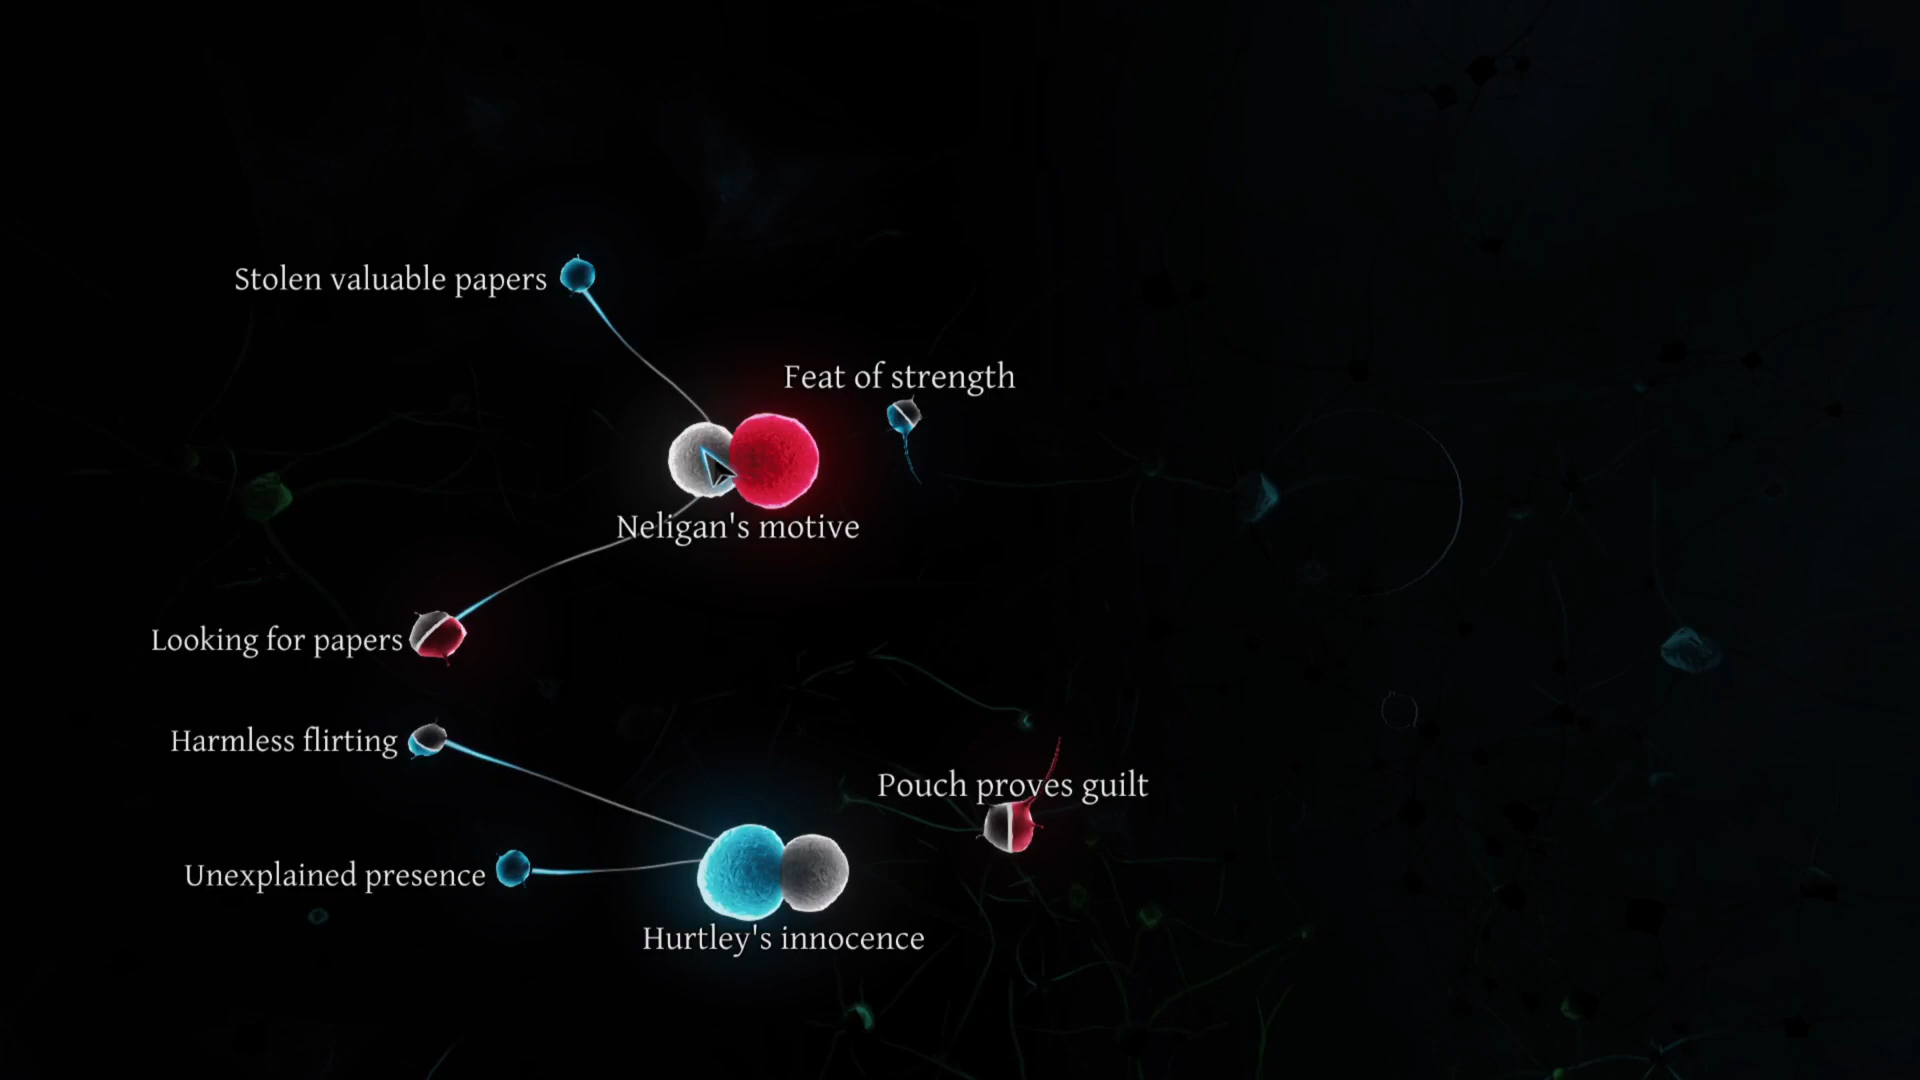 Stolen valuable papers
Feat of strength
Neligan's motive
Looking for papers
Harmless flirting
Pouch proves guilt
Unexplained presence
Hurtley's innocence